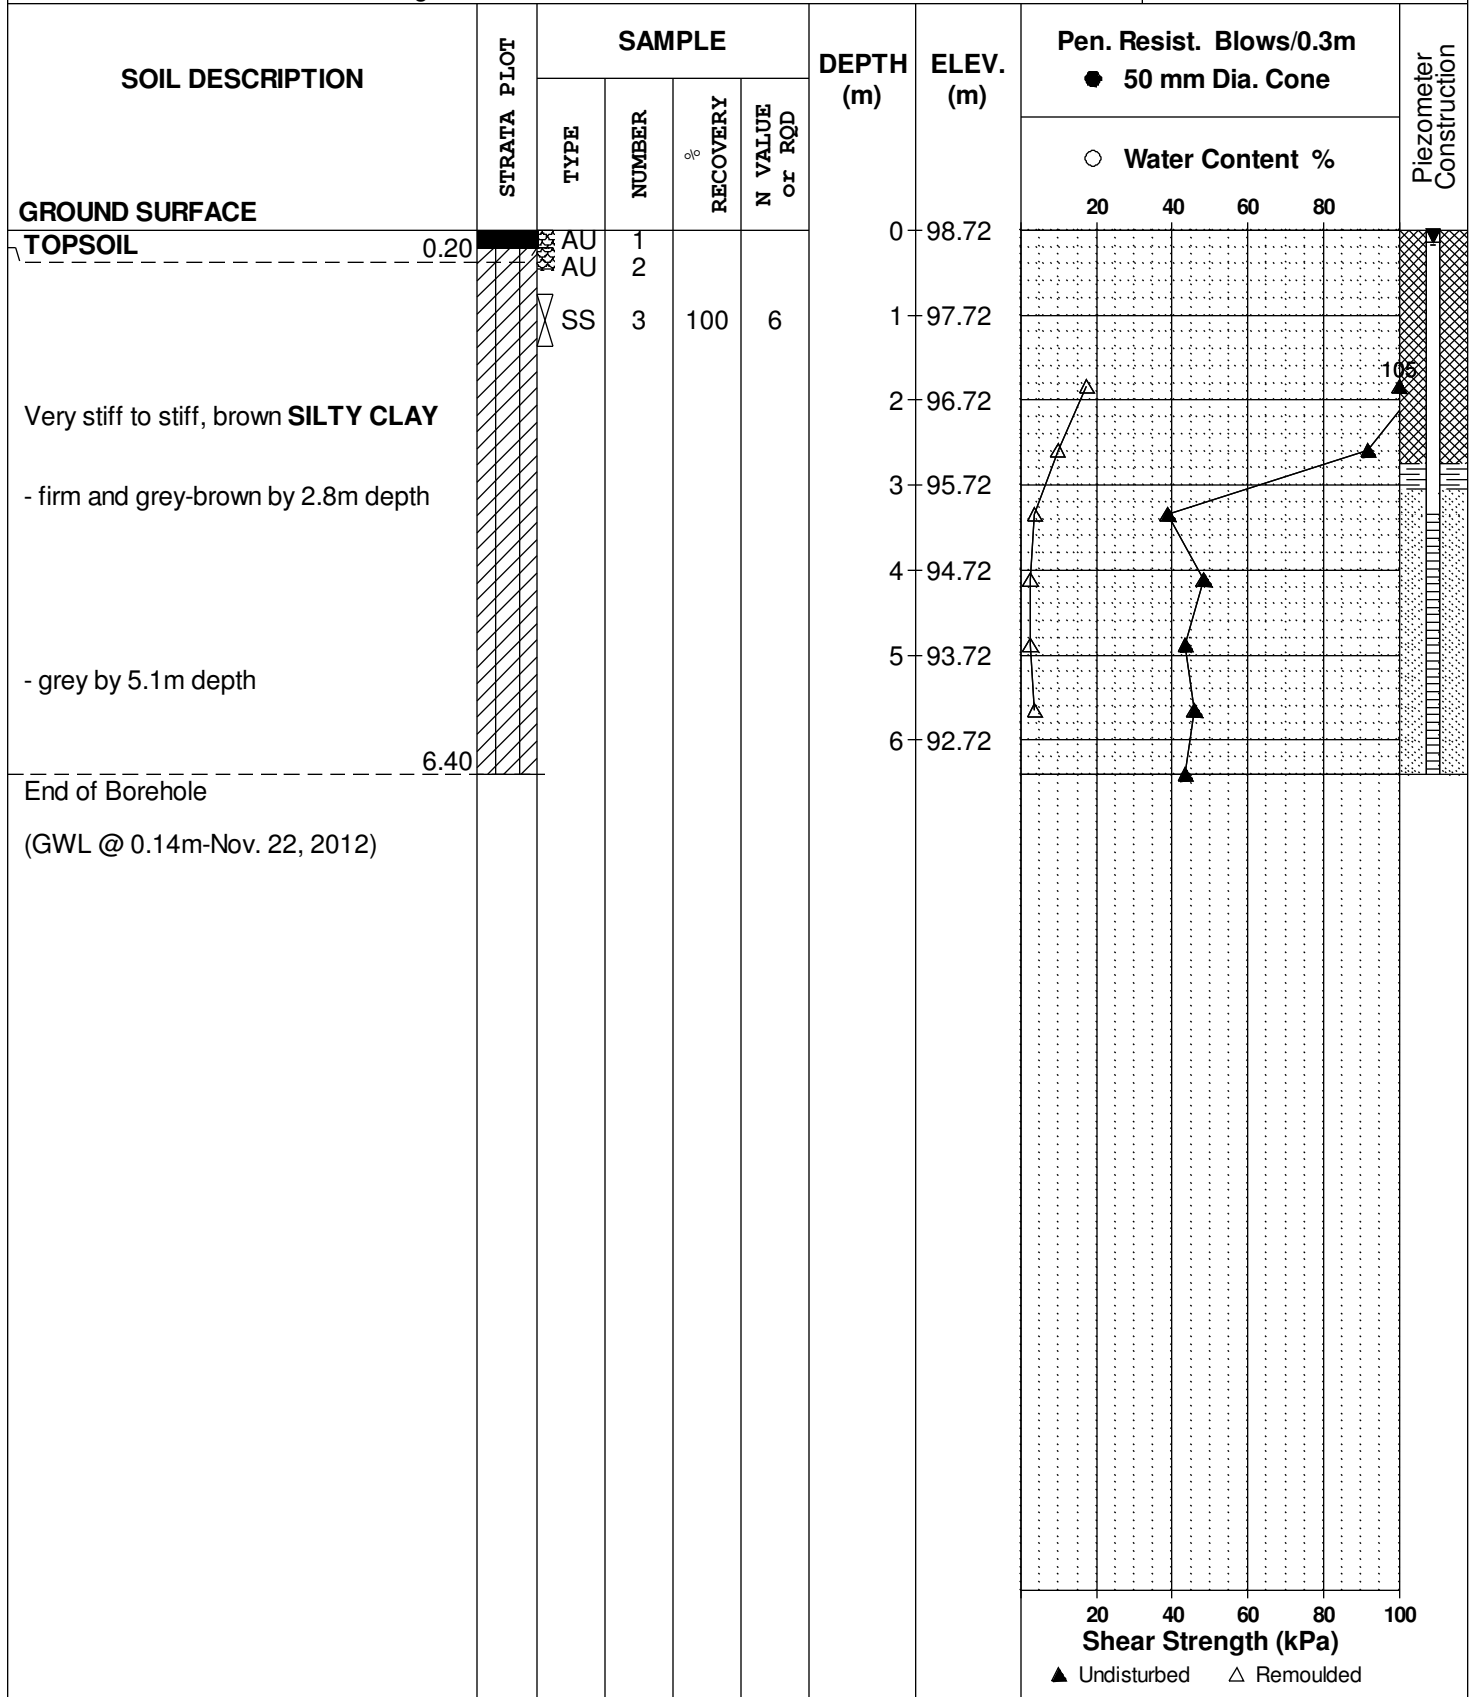 SOIL DESCRIPTION
GROUND SURFACE
STRATA PLOT
SAMPLE
TYPE
NUMBER
%
RECOVERY
N VALUE
or RQD
DEPTH
(m)
ELEV.
(m)
Pen. Resist. Blows/0.3m
● 50 mm Dia. Cone
○ Water Content %
20 40 60 80
Piezometer
Construction
TOPSOIL 0.20
AU 1
AU 2
SS 3 100 6
0 98.72
1 97.72
2 96.72
3 95.72
4 94.72
5 93.72
6 92.72
105
Very stiff to stiff, brown SILTY CLAY
- firm and grey-brown by 2.8m depth
- grey by 5.1m depth
6.40
End of Borehole
(GWL @ 0.14m-Nov. 22, 2012)
20 40 60 80 100
Shear Strength (kPa)
▲ Undisturbed △ Remoulded